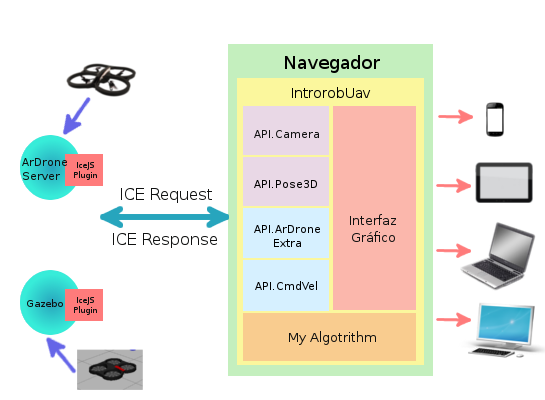 Navegador
IntrorobUav
API.Camera
API.Pose3D
API.ArDrone
Extra
API.CmdVel
Interfaz
Gráfico
My Algotrithm
ArDrone
Server
IceJS
Plugin
ICE Request
ICE Response
Gazebo
IceJS
Plugin